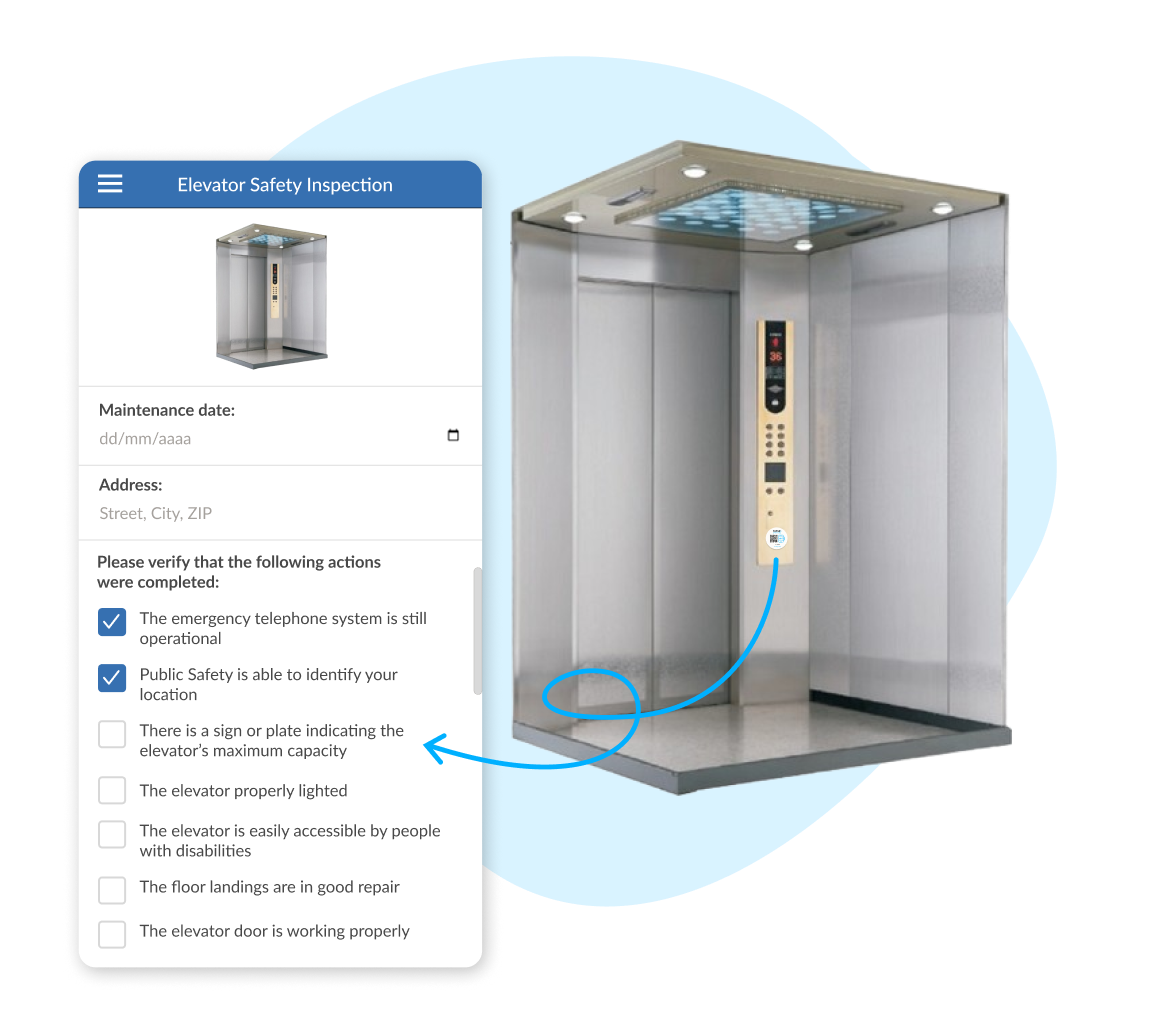 Elevator Safety Inspection
Maintenance date:
dd/mm/aaaa
Address:
Street, City, ZIP
Please verify that the following actions
were completed:
The emergency telephone system is still
operational
Public Safety is able to identify your
location
There is a sign or plate indicating the
elevator's maximum capacity
The elevator properly lighted
The elevator is easily accessible by people
with disabilities
The floor landings are in good repair
The elevator door is working properly
36